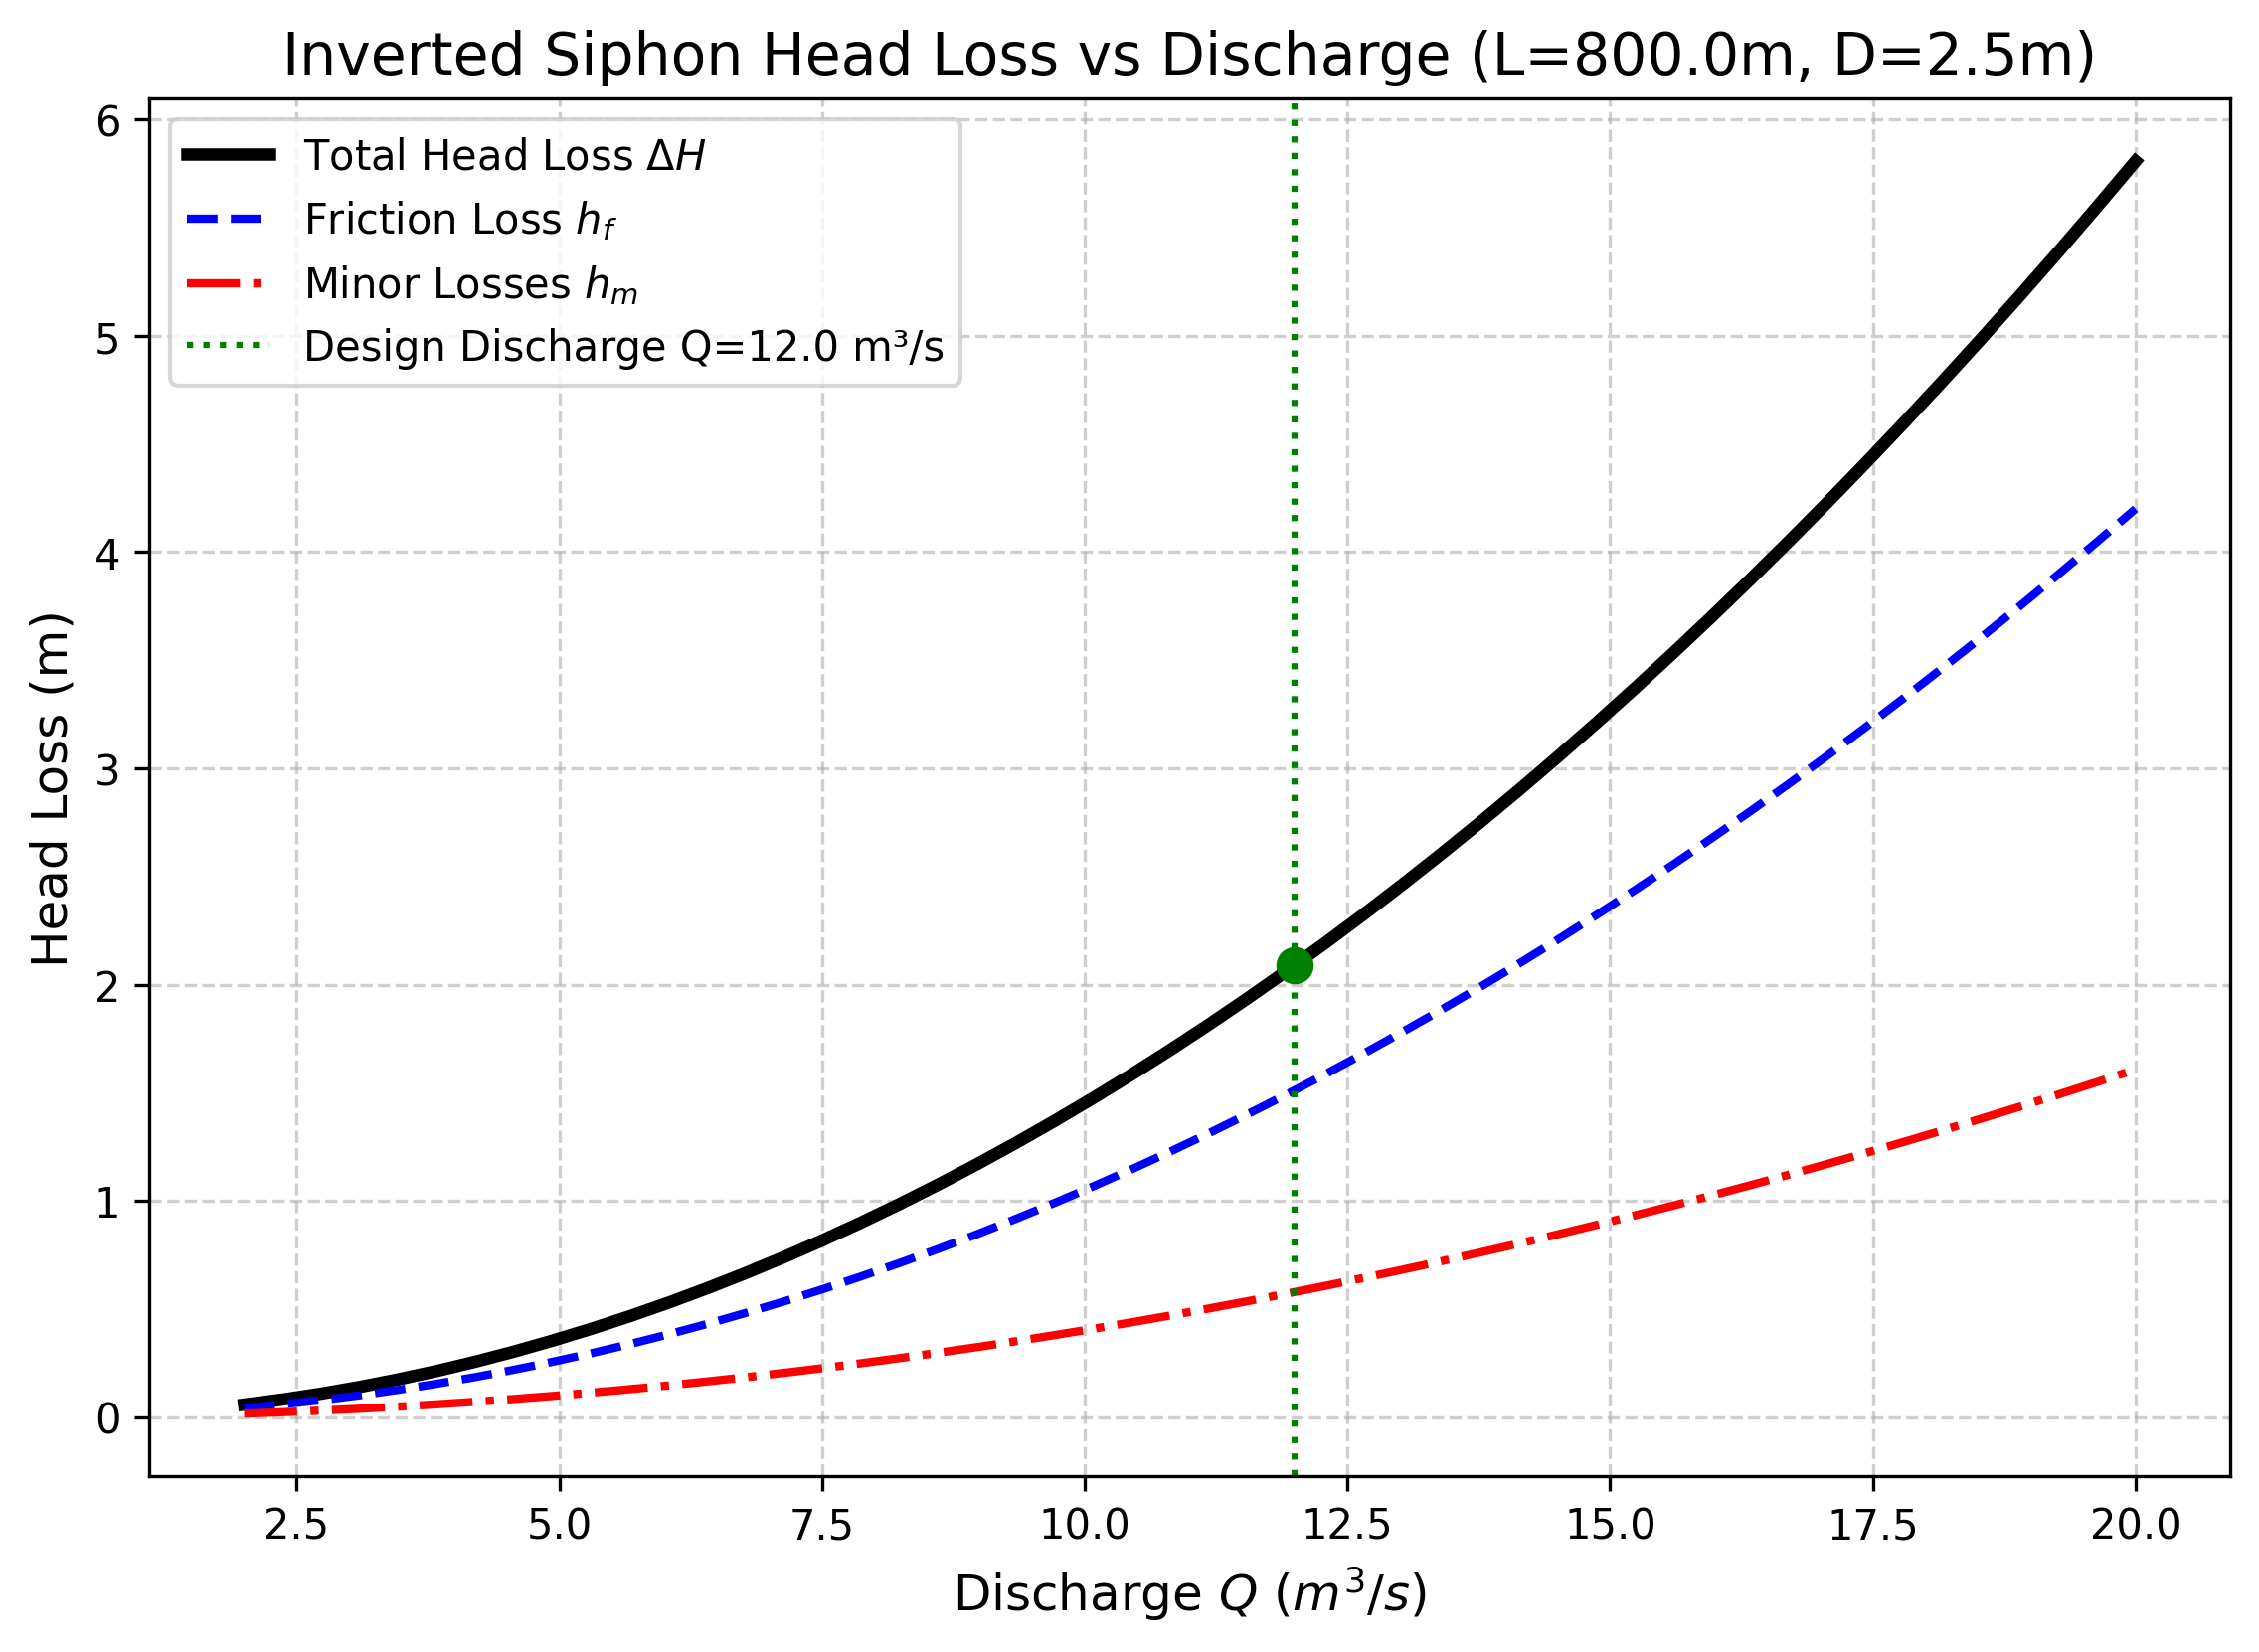 Inverted Siphon Head Loss vs Discharge (L=800.0m, D=2.5m)
Total Head Loss ΔH
Friction Loss h_f
Minor Losses h_m
Design Discharge Q=12.0 m³/s
Head Loss (m)
6
5
4
3
2
1
0
2.5 5.0 7.5 10.0 12.5 15.0 17.5 20.0
Discharge Q (m³/s)